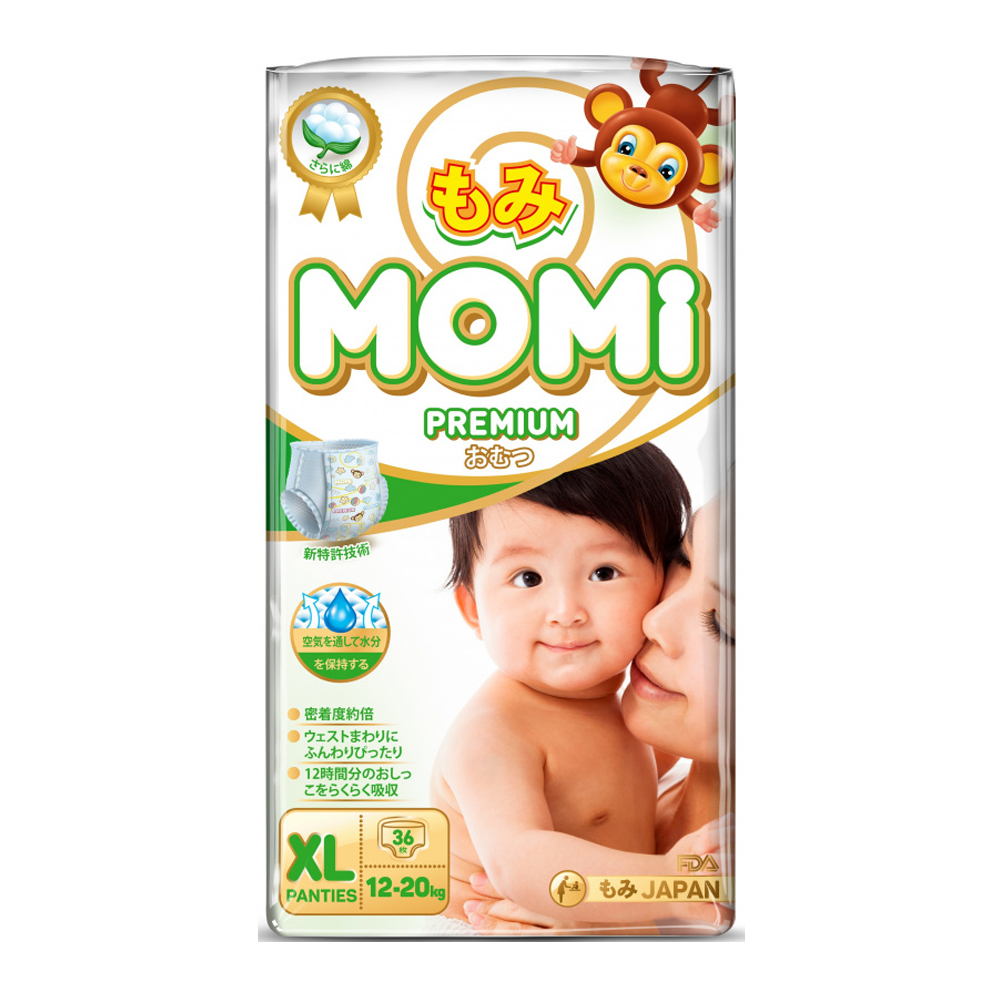 さらに綿
もみ
MOMi
PREMIUM
おむつ
PREMIUM
新特許技術
空気を通して水分
を保持する
密着度約倍
ウェストまわりに
ふんわりぴったり
12時間分のおしっ
こをらくらく吸収
XL
PANTIES
36
枚
12-20kg
FDA
もみ JAPAN